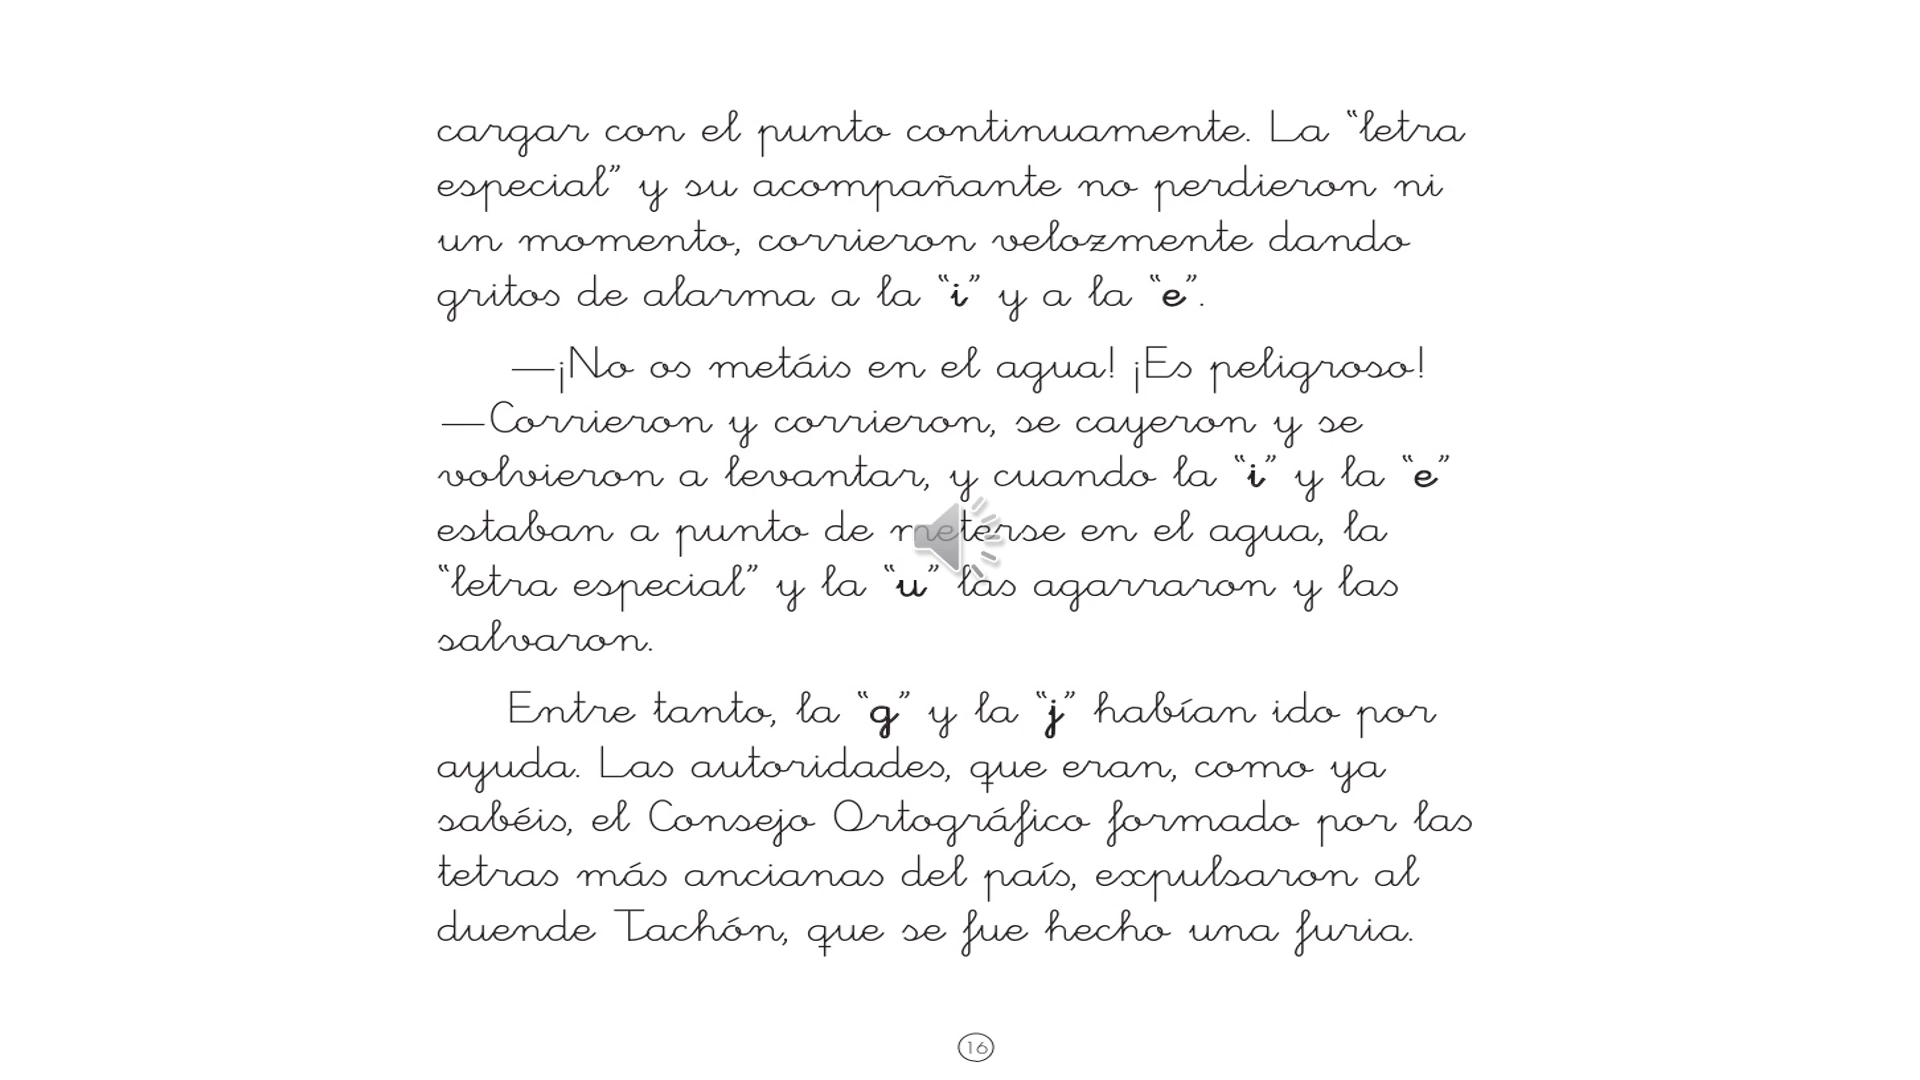 cargar con el punto continuamente. La “letra
especial” y su acompañante no perdieron ni
un momento, corrieron velozmente dando
gritos de alarma a la “i” y a la “e”.
—¡No os metáis en el agua! ¡Es peligroso!
—Corrieron y corrieron, se cayeron y se
volvieron a levantar, y cuando la “i” y la “e”
estaban a punto de meterse en el agua, la
“letra especial” y la “u” las agarraron y las
salvaron.
Entre tanto, la “g” y la “j” habían ido por
ayuda. Las autoridades, que eran, como ya
sabéis, el Consejo Ortográfico formado por las
tetras más ancianas del país, expulsaron al
duende Tachón, que se fue hecho una furia.
16